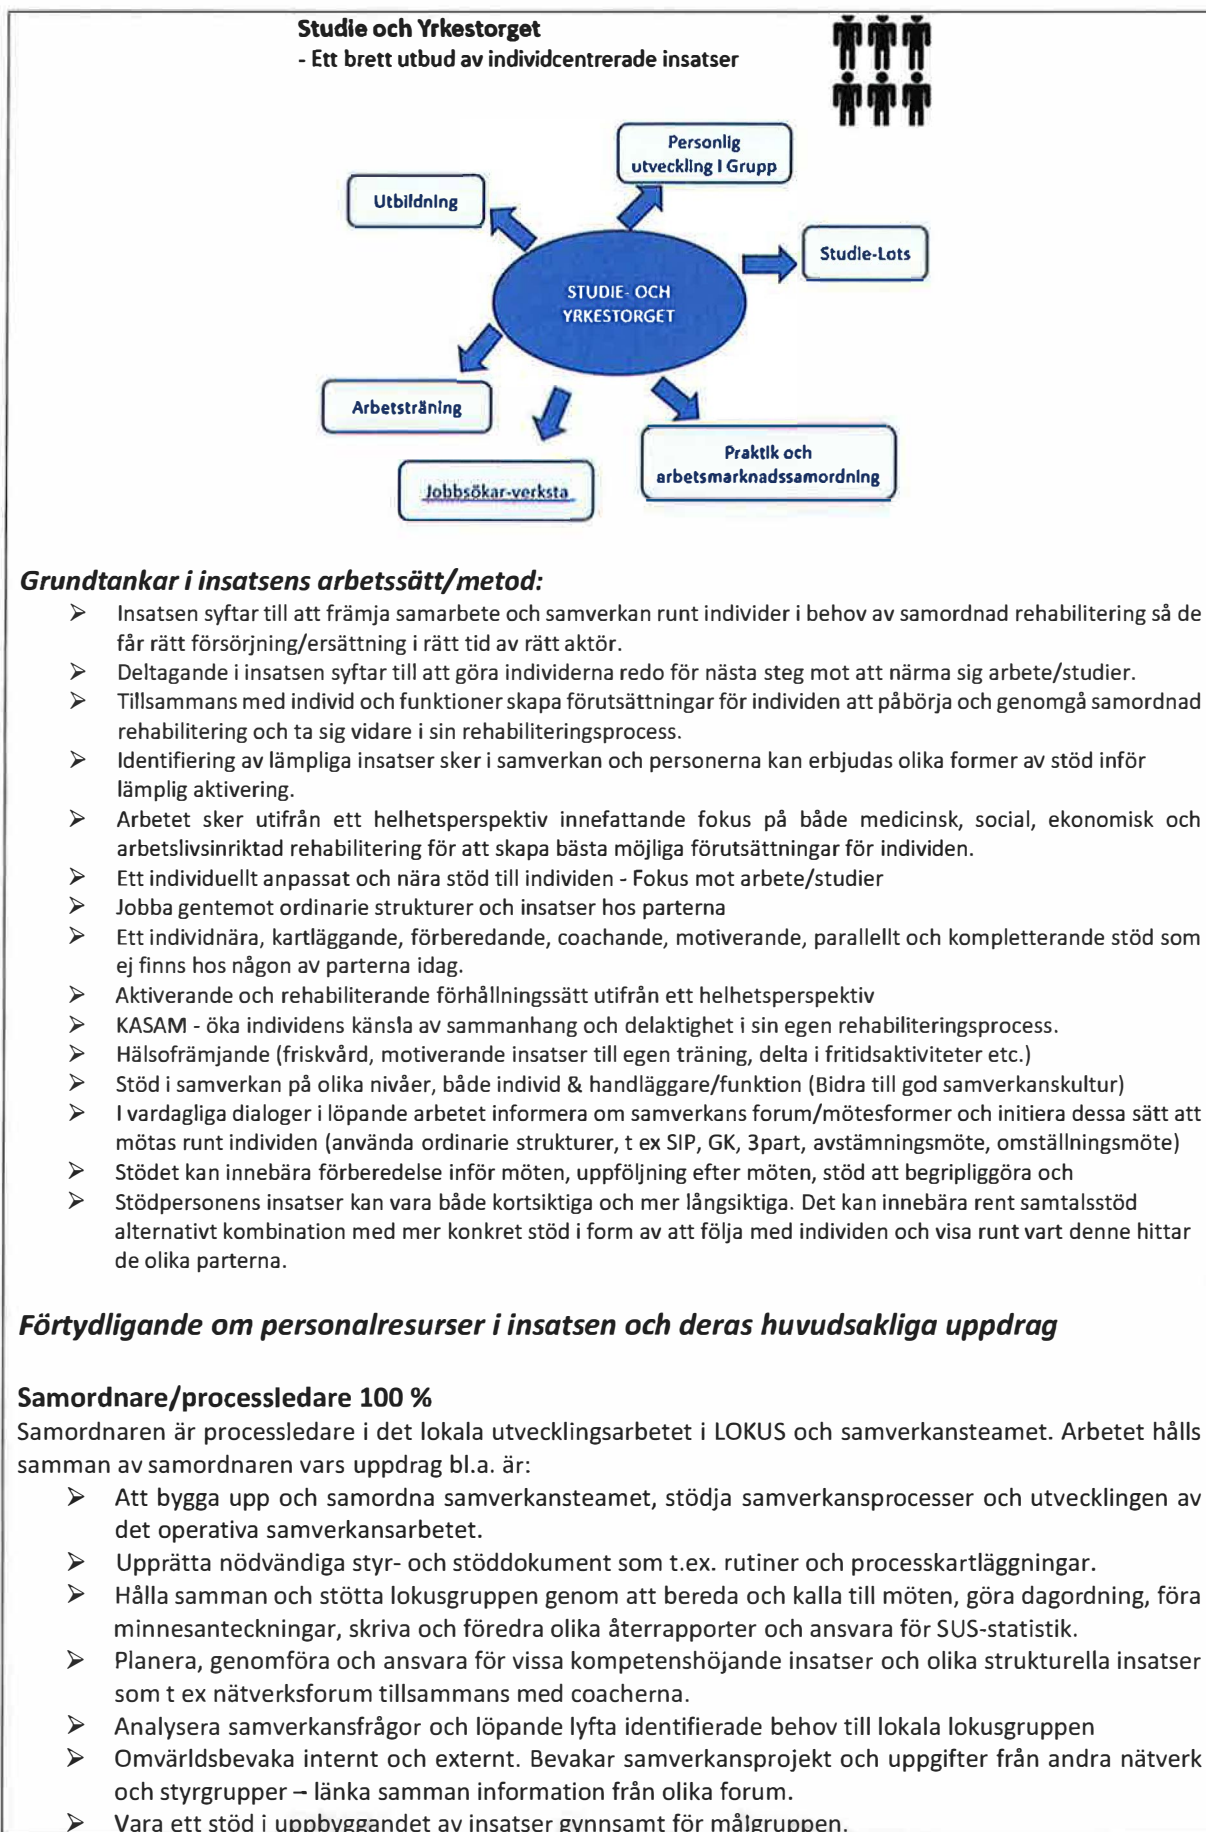 Studie och Yrkestorget
- Ett brett utbud av individcentrerade insatser
Personlig
utveckling I Grupp
Utbildning
Studie-Lots
STUDIE- OCH
YRKESTORGET
Arbetsträning
Praktik och
arbetsmarknadssamordning
Jobbsökar-verksta
Grundtankar i insatsens arbetssätt/metod:
➢ Insatsen syftar till att främja samarbete och samverkan runt individer i behov av samordnad rehabilitering så de
får rätt försörjning/ersättning i rätt tid av rätt aktör.
➢ Deltagande i insatsen syftar till att göra individerna redo för nästa steg mot att närma sig arbete/studier.
➢ Tillsammans med individ och funktioner skapa förutsättningar för individen att påbörja och genomgå samordnad
rehabilitering och ta sig vidare i sin rehabiliteringsprocess.
➢ Identifiering av lämpliga insatser sker i samverkan och personerna kan erbjudas olika former av stöd inför
lämplig aktivering.
➢ Arbetet sker utifrån ett helhetsperspektiv innefattande fokus på både medicinsk, social, ekonomisk och
arbetslivsinriktad rehabilitering för att skapa bästa möjliga förutsättningar för individen.
➢ Ett individuellt anpassat och nära stöd till individen - Fokus mot arbete/studier
➢ Jobba gentemot ordinarie strukturer och insatser hos parterna
➢ Ett individnära, kartläggande, förberedande, coachande, motiverande, parallellt och kompletterande stöd som
ej finns hos någon av parterna idag.
➢ Aktiverande och rehabiliterande förhållningssätt utifrån ett helhetsperspektiv
➢ KASAM - öka individens känsla av sammanhang och delaktighet i sin egen rehabiliteringsprocess.
➢ Hälsofrämjande (friskvård, motiverande insatser till egen träning, delta i fritidsaktiviteter etc.)
➢ Stöd i samverkan på olika nivåer, både individ & handläggare/funktion (Bidra till god samverkanskultur)
➢ I vardagliga dialoger i löpande arbetet informera om samverkans forum/mötesformer och initiera dessa sätt att
mötas runt individen (använda ordinarie strukturer, t ex SIP, GK, 3part, avstämningsmöte, omställningsmöte)
➢ Stödet kan innebära förberedelse inför möten, uppföljning efter möten, stöd att begripliggöra och
➢ Stödpersonens insatser kan vara både kortsiktiga och mer långsiktiga. Det kan innebära rent samtalsstöd
alternativt kombination med mer konkret stöd i form av att följa med individen och visa runt vart denne hittar
de olika parterna.
Förtydligande om personalresurser i insatsen och deras huvudsakliga uppdrag
Samordnare/processledare 100 %
Samordnaren är processledare i det lokala utvecklingsarbetet i LOKUS och samverkansteamet. Arbetet hålls
samman av samordnaren vars uppdrag bl.a. är:
➢ Att bygga upp och samordna samverkansteamet, stödja samverkansprocesser och utvecklingen av
det operativa samverkansarbetet.
➢ Upprätta nödvändiga styr- och stöddokument som t.ex. rutiner och processkartläggningar.
➢ Hålla samman och stötta lokusgruppen genom att bereda och kalla till möten, göra dagordning, föra
minnesanteckningar, skriva och föredra olika återrapporter och ansvara för SUS-statistik.
➢ Planera, genomföra och ansvara för vissa kompetenshöjande insatser och olika strukturella insatser
som t ex nätverksforum tillsammans med coacherna.
➢ Analysera samverkansfrågor och löpande lyfta identifierade behov till lokala lokusgruppen
➢ Omvärldsbevaka internt och externt. Bevakar samverkansprojekt och uppgifter från andra nätverk
och styrgrupper – länka samman information från olika forum.
➢ Vara ett stöd i uppbyggandet av insatser gynnsamt för målgruppen.